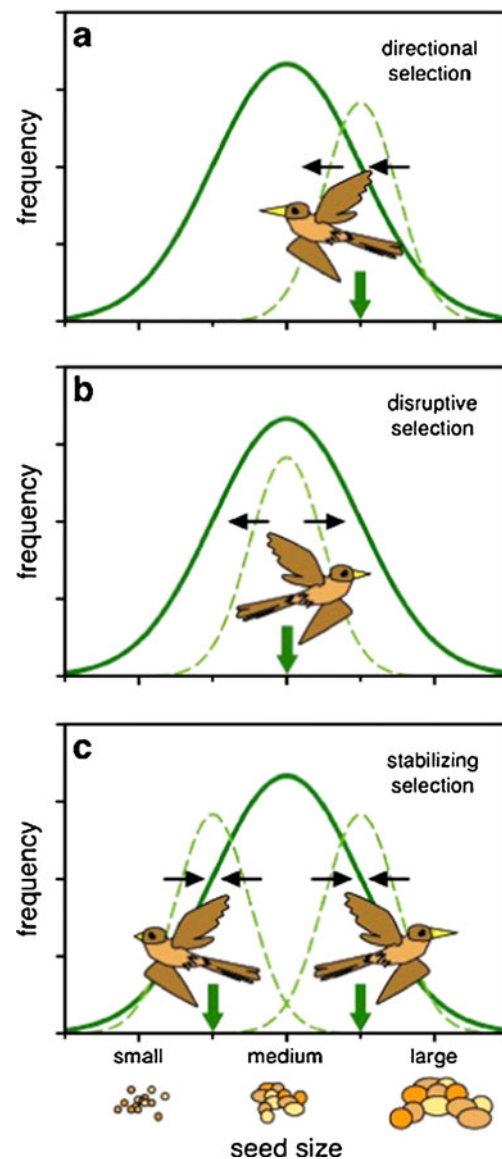 a
directional
selection
frequency
b
disruptive
selection
frequency
c
stabilizing
selection
frequency
small medium large
seed size